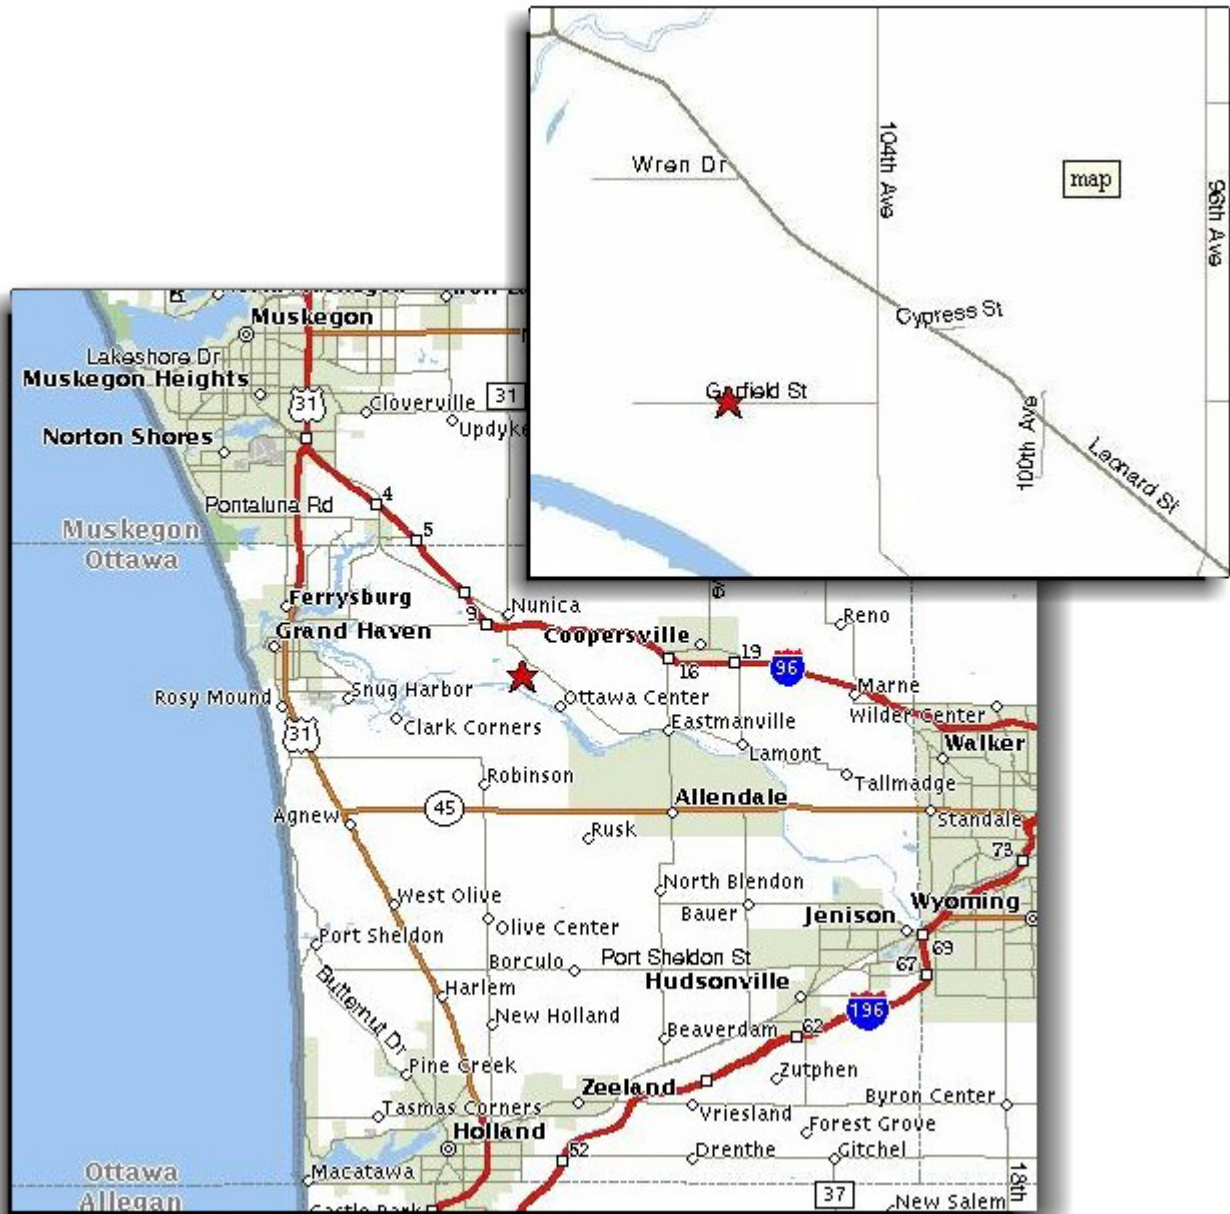 Wren Dr
104th Ave
map
96th Ave
Cypress St
Garfield St
100th Ave
Leonard St
Muskegon
Lakeshore Dr
Muskegon Heights
31
31
Cloverville
Norton Shores
Pontaluna Rd
4
Muskegon
Ottawa
5
Ferrysburg
Nunica
9
Grand Haven
Coopersville
Reno
16
19
96
Rosy Mound
Snug Harbor
Ottawa Center
Marne
Clark Corners
Eastmanville
Wilder Center
31
Lamont
Walker
Robinson
Tallmadge
45
Allendale
Agnew
Rusk
Standale
73
West Olive
North Blendon
Wyoming
Olive Center
Bauer
Jenison
Port Sheldon
Borculo
Port Sheldon St
69
67
Butternut Dr
Harlem
Hudsonville
196
New Holland
Beaverdam
62
Pine Creek
Zutphen
Zeeland
Byron Center
Tasmas Corners
Vriesland
Holland
Forest Grove
52
Drenthe
Gitchel
Ottawa
Allegan
Macatawa
37
18th
New Salem
Castle Park